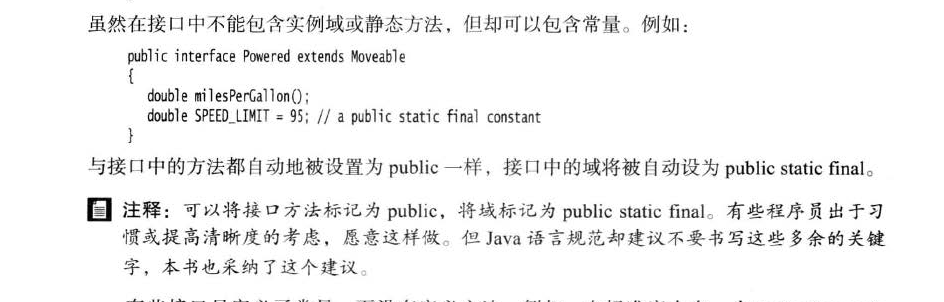 虽然在接口中不能包含实例域或静态方法，但却可以包含常量。例如：
public interface Powered extends Moveable
{
double milesPerGallon();
double SPEED_LIMIT = 95; // a public static final constant
}
与接口中的方法都自动地被设置为 public 一样，接口中的域将被自动设为 public static final。
注释：可以将接口方法标记为 public，将域标记为 public static final。有些程序员出于习
惯或提高清晰度的考虑，愿意这样做。但 Java 语言规范却建议不要书写这些多余的关键
字，本书也采纳了这个建议。